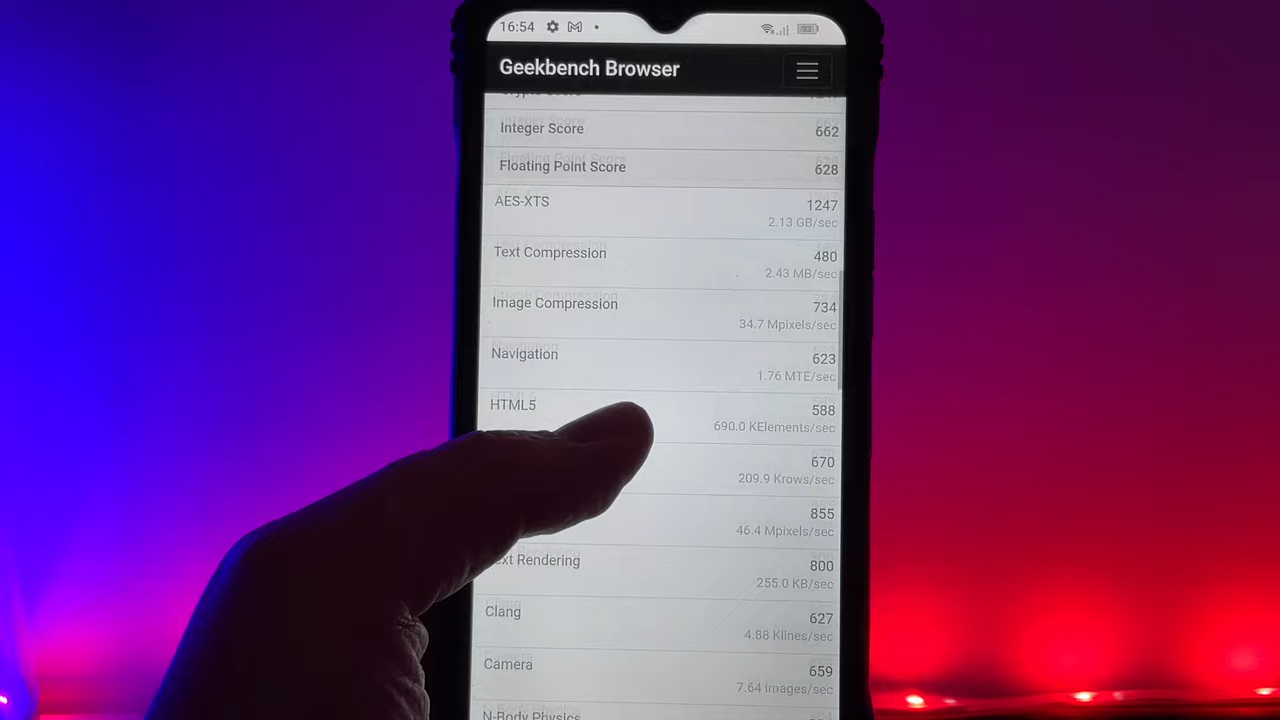 16:54
93
Geekbench Browser
Integer Score 662
Floating Point Score 628
AES-XTS 1247
2.13 GB/sec
Text Compression 480
2.43 MB/sec
Image Compression 734
34.7 Mpixels/sec
Navigation 623
1.76 MTE/sec
HTML5 588
690.0 KElements/sec
670
209.9 Krows/sec
855
46.4 Mpixels/sec
ext Rendering 800
255.0 KB/sec
Clang 627
4.88 Klines/sec
Camera 659
7.64 images/sec
N-Body Physics